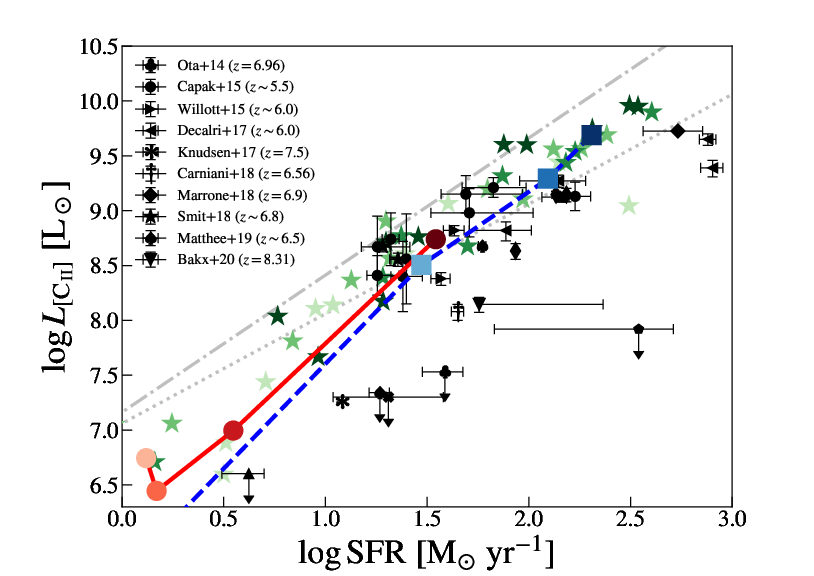 10.5
10.0
9.5
9.0
8.5
8.0
7.5
7.0
6.5
log L[CII] [L⊙]
Ota+14 (z = 6.96)
Capak+15 (z ~ 5.5)
Willott+15 (z ~ 6.0)
Decalri+17 (z ~ 6.0)
Knudsen+17 (z = 7.5)
Carniani+18 (z = 6.56)
Marrone+18 (z = 6.9)
Smit+18 (z ~ 6.8)
Matthee+19 (z ~ 6.5)
Bakx+20 (z = 8.31)
0.0 0.5 1.0 1.5 2.0 2.5 3.0
log SFR [M⊙ yr⁻¹]